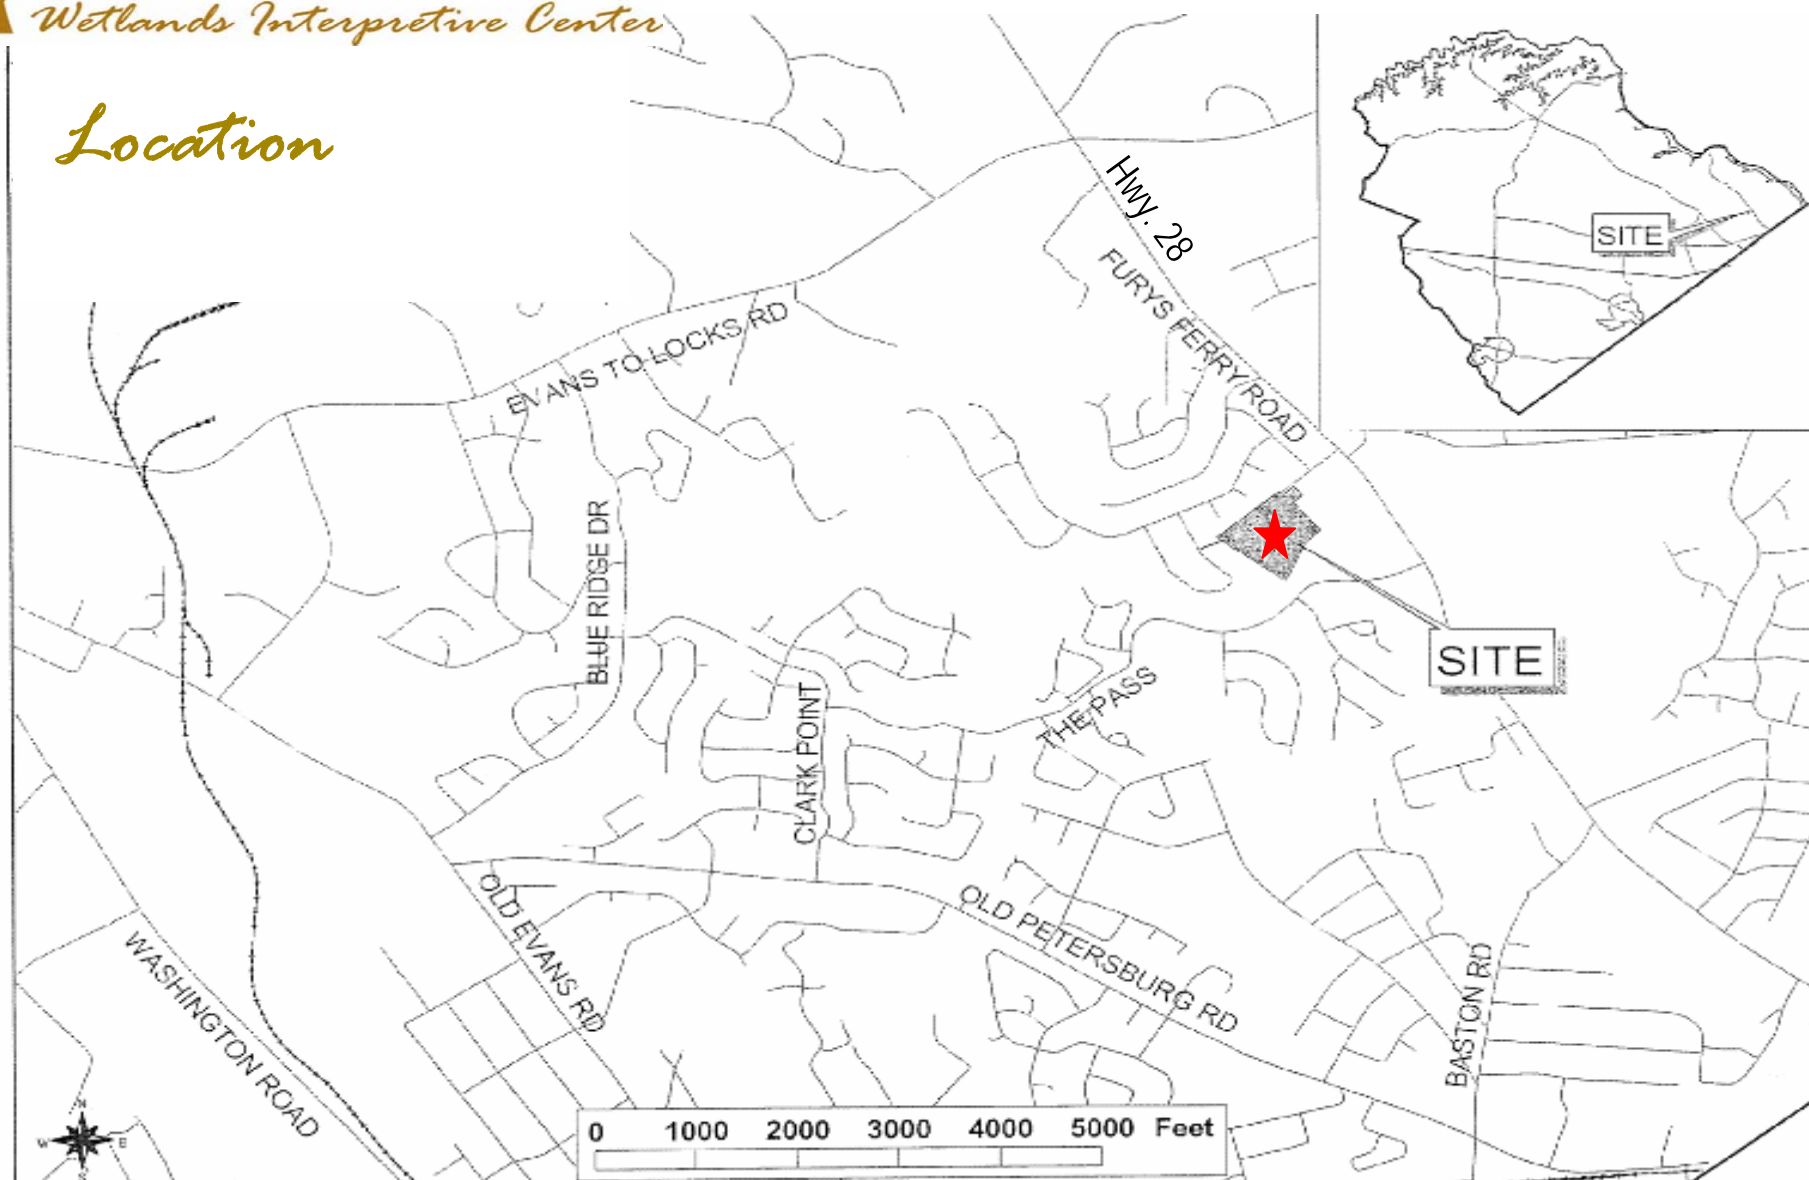 Wetlands Interpretive Center
Location
Hwy. 28
FURYS FERRY ROAD
SITE
EVANS TO LOCKS RD
BLUE RIDGE DR
CLARK POINT
THE PASS
SITE
OLD EVANS RD
OLD PETERSBURG RD
WASHINGTON ROAD
BASTON RD
N
W E
S
0 1000 2000 3000 4000 5000 Feet